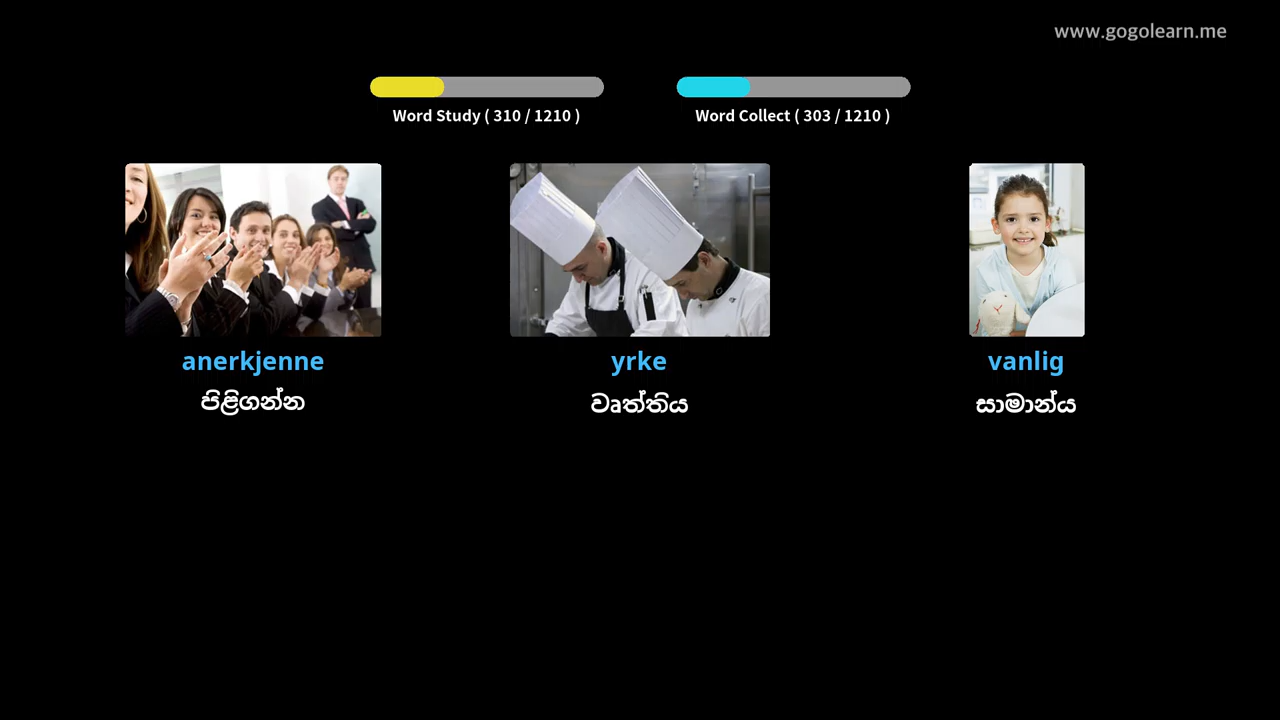 www.gogolearn.me
Word Study ( 310 / 1210 )
Word Collect ( 303 / 1210 )
anerkjenne
පිළිගන්න
yrke
වෘත්තිය
vanlig
සාමාන්ය